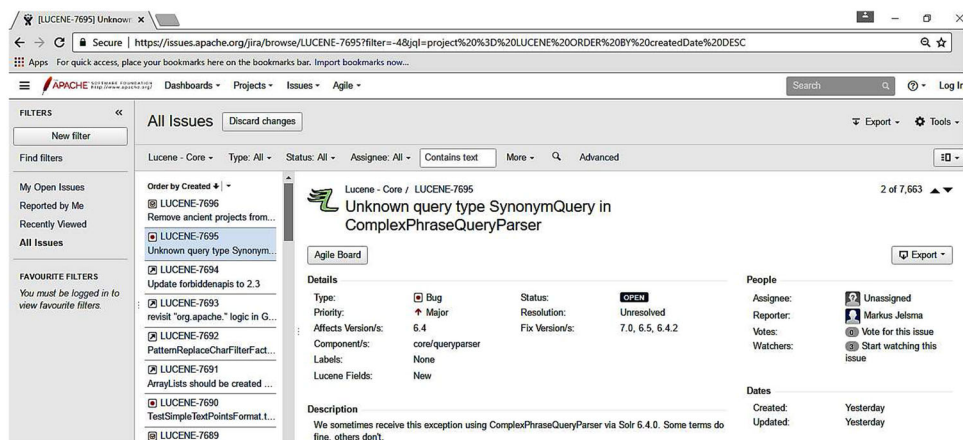 [LUCENE-7695] Unknown
Secure | https://issues.apache.org/jira/browse/LUCENE-7695?filter=-4&jql=project%20%3D%20LUCENE%20ORDER%20BY%20createdDate%20DESC
Apps For quick access, place your bookmarks here on the bookmarks bar. Import bookmarks now...
APACHE Dashboards Projects Issues Agile Search Log In
FILTERS
New filter
Find filters
My Open Issues
Reported by Me
Recently Viewed
All Issues
FAVOURITE FILTERS
You must be logged in to
view favourite filters.
All Issues Discard changes Export Tools
Lucene - Core Type: All Status: All Assignee: All Contains text More Advanced
Order by Created
LUCENE-7696
Remove ancient projects from...
LUCENE-7695
Unknown query type Synonym...
LUCENE-7694
Update forbiddenapis to 2.3
LUCENE-7693
revisit "org.apache." logic in G...
LUCENE-7692
PatternReplaceCharFilterFact...
LUCENE-7691
ArrayLists should be created ...
LUCENE-7690
TestSimpleTextPointsFormat.t...
LUCENE-7689
Lucene - Core / LUCENE-7695
2 of 7,663
Unknown query type SynonymQuery in
ComplexPhraseQueryParser
Agile Board Export
Details
Type: Bug Status: OPEN
Priority: Major Resolution: Unresolved
Affects Version/s: 6.4 Fix Version/s: 7.0, 6.5, 6.4.2
Component/s: core/queryparser
Labels: None
Lucene Fields: New
Description
We sometimes receive this exception using ComplexPhraseQueryParser via Solr 6.4.0. Some terms do
fine, others don't.
People
Assignee: Unassigned
Reporter: Markus Jelsma
Votes: 0 Vote for this issue
Watchers: 3 Start watching this
issue
Dates
Created: Yesterday
Updated: Yesterday